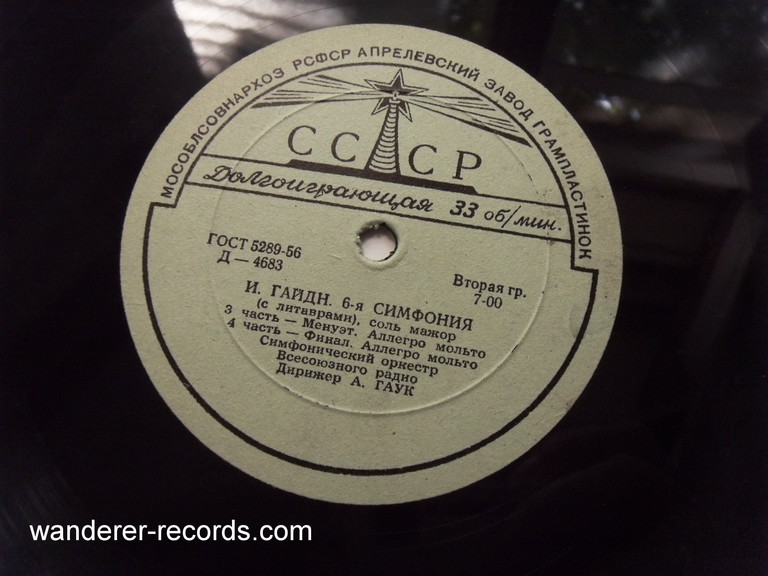 МОСОБЛСОВНАРХОЗ РСФСР АПРЕЛЕВСКИЙ ЗАВОД ГРАМПЛАСТИНОК
СССР
Долгоиграющая 33 об/мин.
ГОСТ 5289-56
Д — 4683
Вторая гр.
7-00
И. ГАЙДН. 6-я СИМФОНИЯ
(с литаврами), соль мажор
3 часть — Менуэт. Аллегро мольто
4 часть — Финал. Аллегро мольто
Симфонический оркестр
Всесоюзного радио
Дирижер А. ГАУК
wanderer-records.com